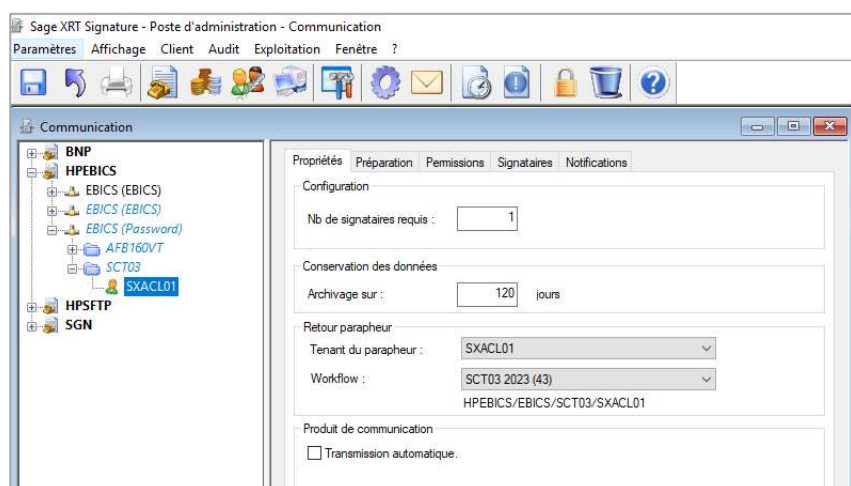 Sage XRT Signature - Poste d'administration - Communication
Paramètres Affichage Client Audit Exploitation Fenêtre ?
Communication
BNP
HPEBICS
EBICS (EBICS)
EBICS (EBICS)
EBICS (Password)
AFB160VT
SCT03
SXACL01
HPSFTP
SGN
Propriétés Préparation Permissions Signataires Notifications
Configuration
Nb de signataires requis : 1
Conservation des données
Archivage sur : 120 jours
Retour parapheur
Tenant du parapheur : SXACL01
Workflow : SCT03 2023 (43)
HPEBICS/EBICS/SCT03/SXACL01
Produit de communication
Transmission automatique.